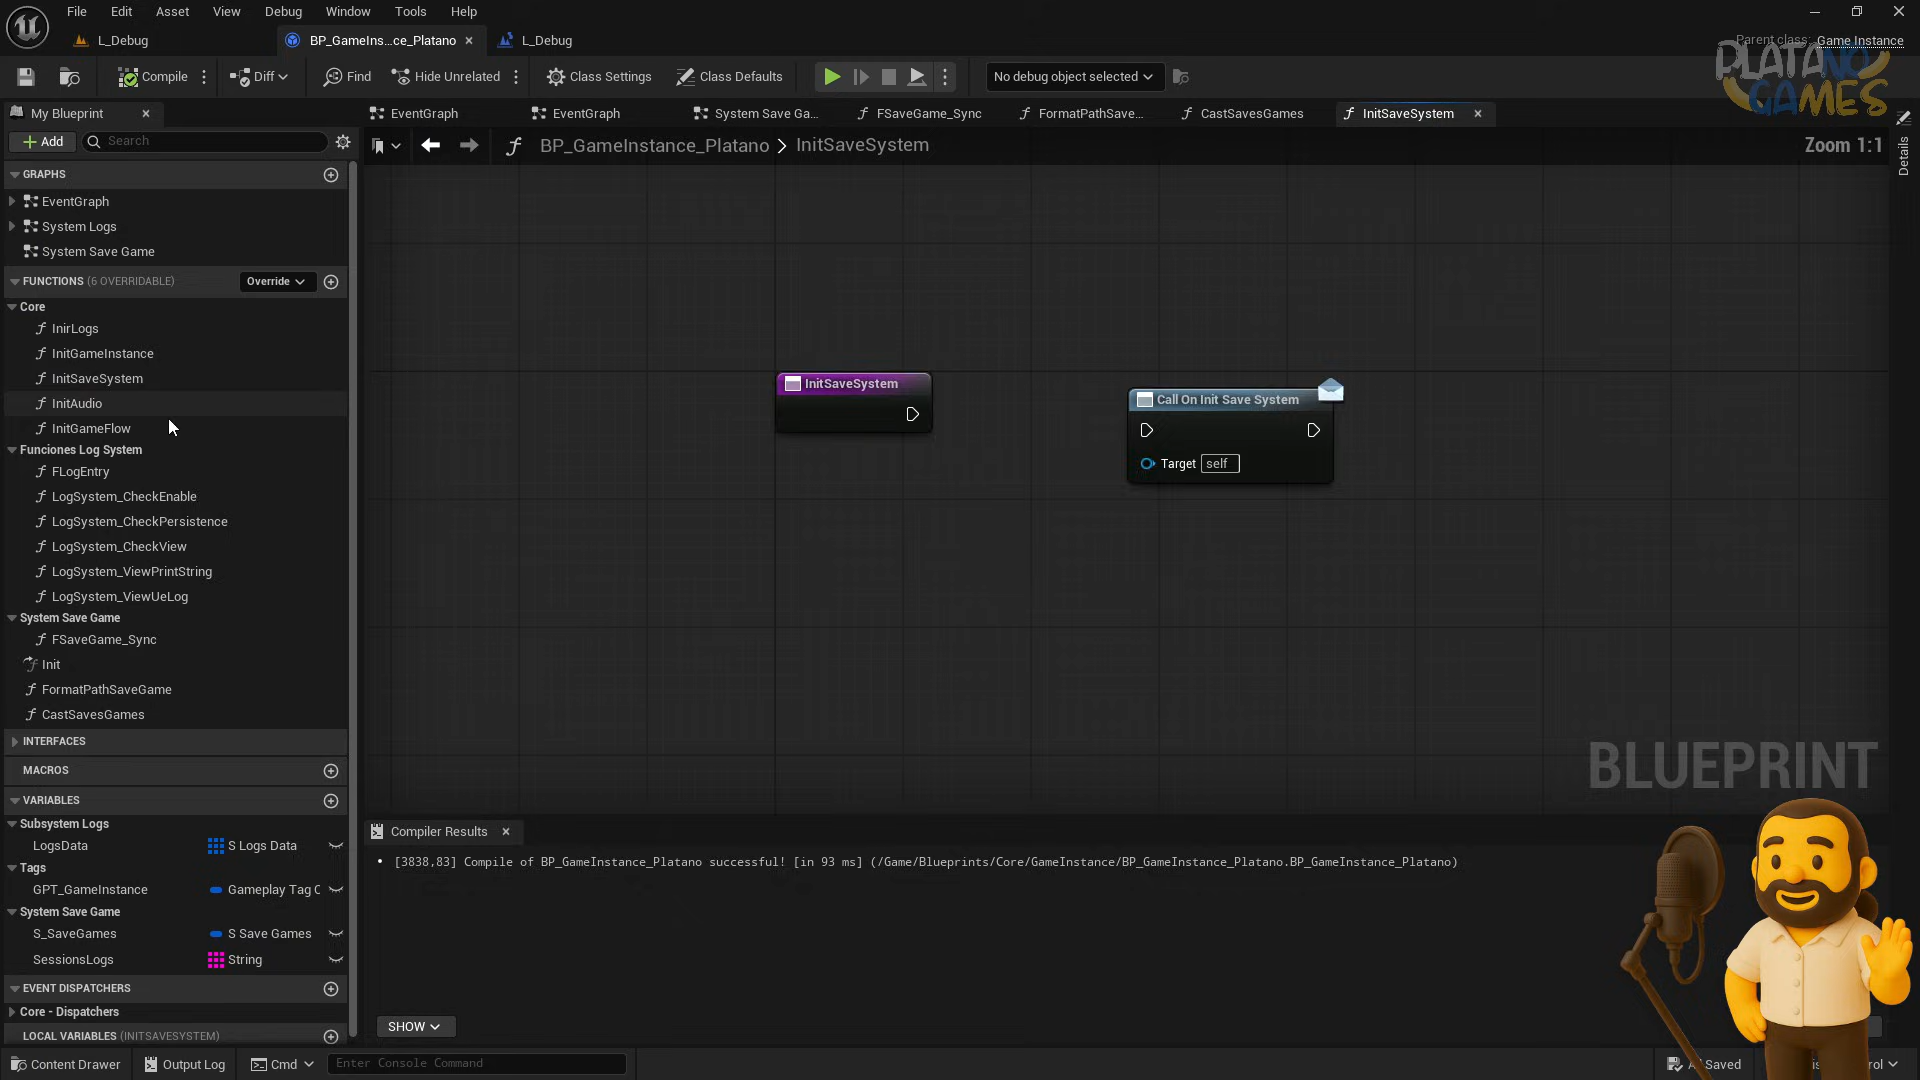 File Edit Asset View Debug Window Tools Help
L_Debug
BP_GameIns...ce_Platano
L_Debug
Parent class: Game Instance
Compile
Diff
Find
Hide Unrelated
Class Settings
Class Defaults
No debug object selected
PLATANO
GAMES
My Blueprint
EventGraph
EventGraph
System Save Ga...
FSaveGame_Sync
FormatPathSave...
CastSavesGames
InitSaveSystem
Add
Search
BP_GameInstance_Platano > InitSaveSystem
Zoom 1:1
Details
GRAPHS
EventGraph
System Logs
System Save Game
FUNCTIONS (6 OVERRIDABLE)
Override
Core
InirLogs
InitGameInstance
InitSaveSystem
InitAudio
InitGameFlow
Funciones Log System
FLogEntry
LogSystem_CheckEnable
LogSystem_CheckPersistence
LogSystem_CheckView
LogSystem_ViewPrintString
LogSystem_ViewUeLog
System Save Game
FSaveGame_Sync
Init
FormatPathSaveGame
CastSavesGames
INTERFACES
MACROS
VARIABLES
Subsystem Logs
LogsData S Logs Data
Tags
GPT_GameInstance Gameplay Tag C
System Save Game
S_SaveGames S Save Games
SessionsLogs String
EVENT DISPATCHERS
Core - Dispatchers
LOCAL VARIABLES (INITSAVESYSTEM)
InitSaveSystem
Call On Init Save System
Target self
BLUEPRINT
Compiler Results
[3838,83] Compile of BP_GameInstance_Platano successful! [in 93 ms] (/Game/Blueprints/Core/GameInstance/BP_GameInstance_Platano.BP_GameInstance_Platano)
SHOW
Content Drawer
Output Log
Cmd
Enter Console Command
Saved